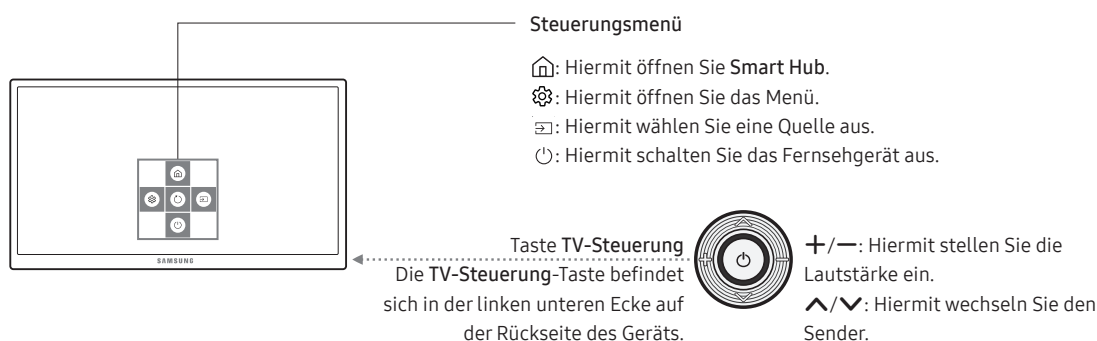 Steuerungsmenü
: Hiermit öffnen Sie Smart Hub.
: Hiermit öffnen Sie das Menü.
: Hiermit wählen Sie eine Quelle aus.
: Hiermit schalten Sie das Fernsehgerät aus.
SAMSUNG
Taste TV-Steuerung
Die TV-Steuerung-Taste befindet
sich in der linken unteren Ecke auf
der Rückseite des Geräts.
+/−: Hiermit stellen Sie die
Lautstärke ein.
∧/∨: Hiermit wechseln Sie den
Sender.